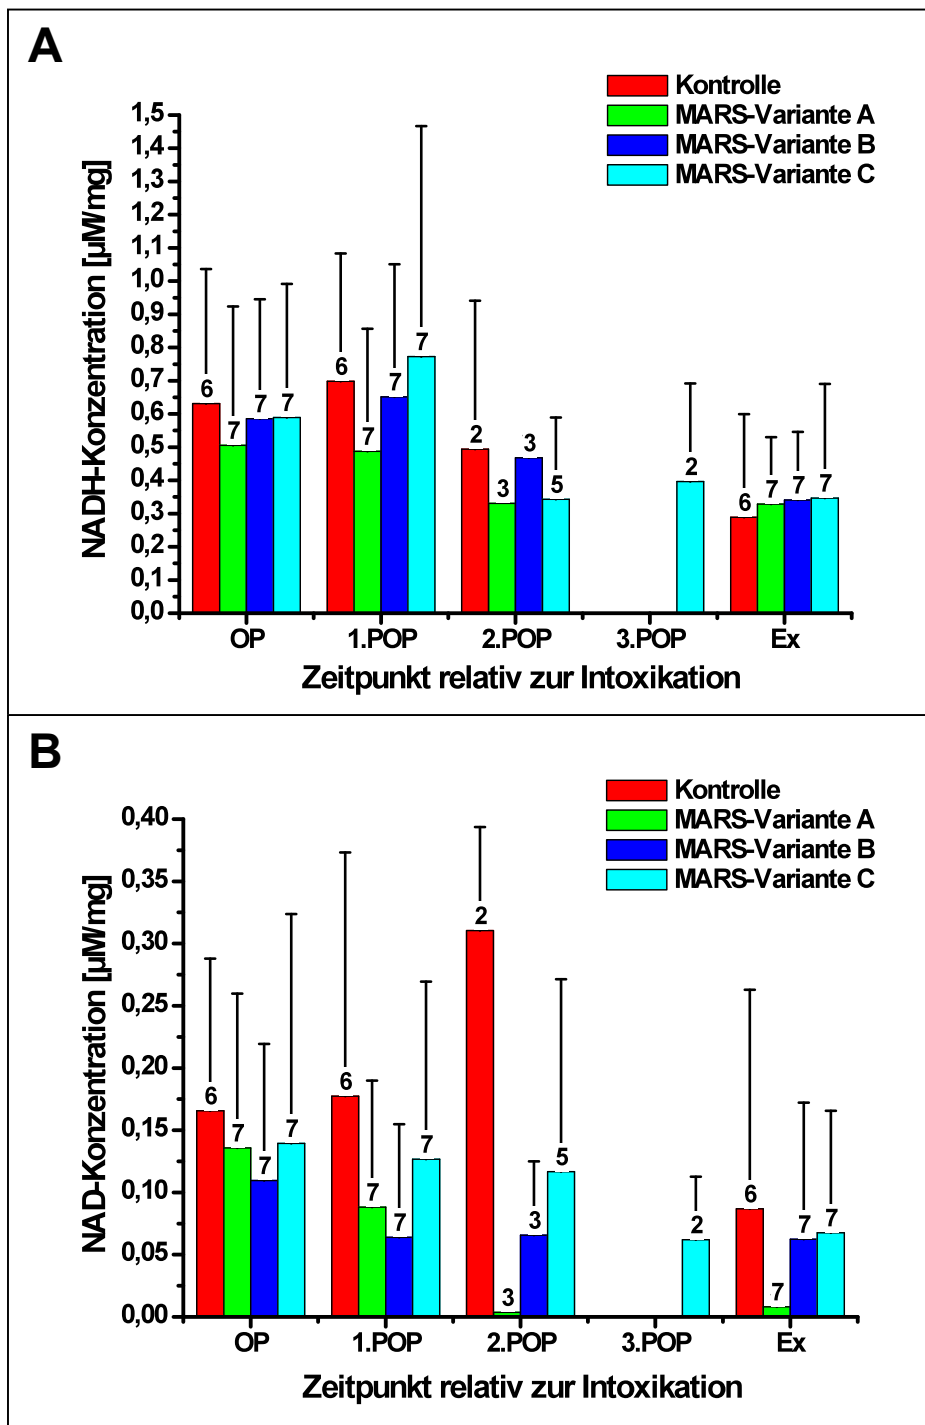 A
Kontrolle
MARS-Variante A
MARS-Variante B
MARS-Variante C
NADH-Konzentration [µM/mg]
1,5
1,4
1,3
1,2
1,1
1,0
0,9
0,8
0,7
0,6
0,5
0,4
0,3
0,2
0,1
0,0
6 7 7 7
6 7 7 7
2 3 3 5
2
6 7 7 7
OP 1.POP 2.POP 3.POP Ex
Zeitpunkt relativ zur Intoxikation
B
Kontrolle
MARS-Variante A
MARS-Variante B
MARS-Variante C
NAD-Konzentration [µM/mg]
0,40
0,35
0,30
0,25
0,20
0,15
0,10
0,05
0,00
6 7 7 7
6 7 7 7
2 3 3 5
2
6 7 7 7
OP 1.POP 2.POP 3.POP Ex
Zeitpunkt relativ zur Intoxikation